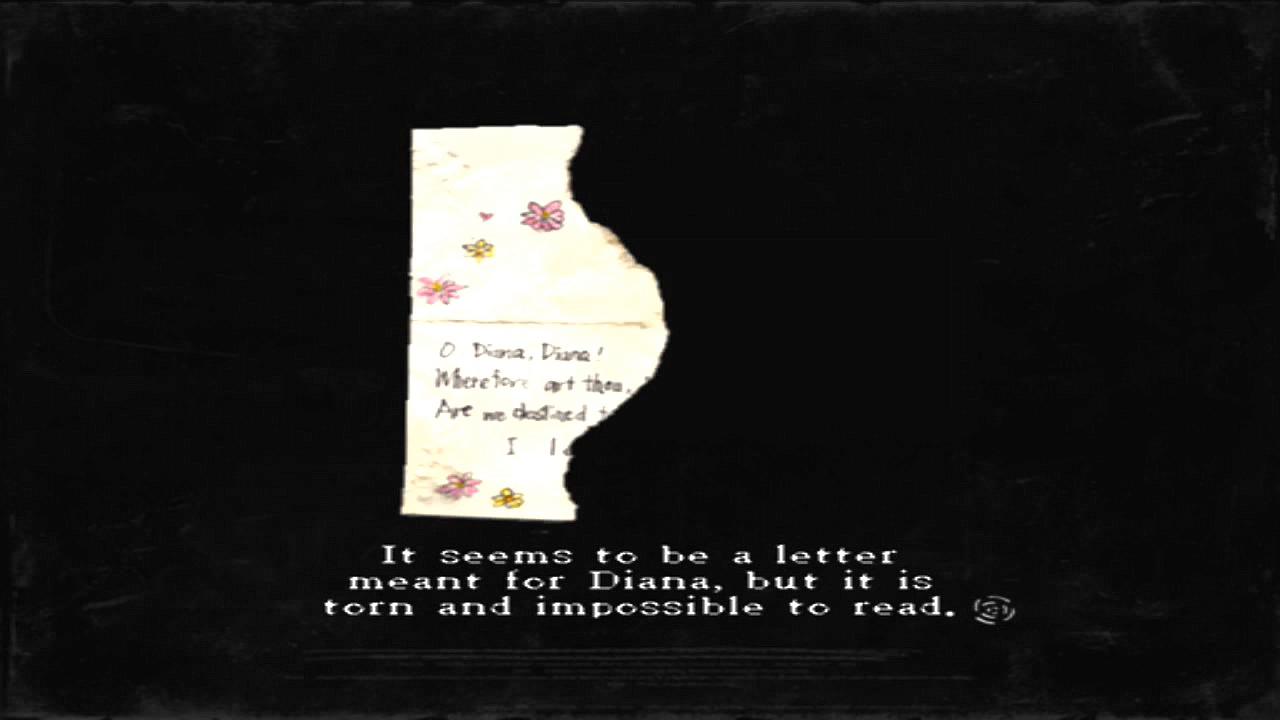 O Diana, Diana!
Wherefore art thou,
Are we destined t
I l
It seems to be a letter
meant for Diana, but it is
torn and impossible to read.